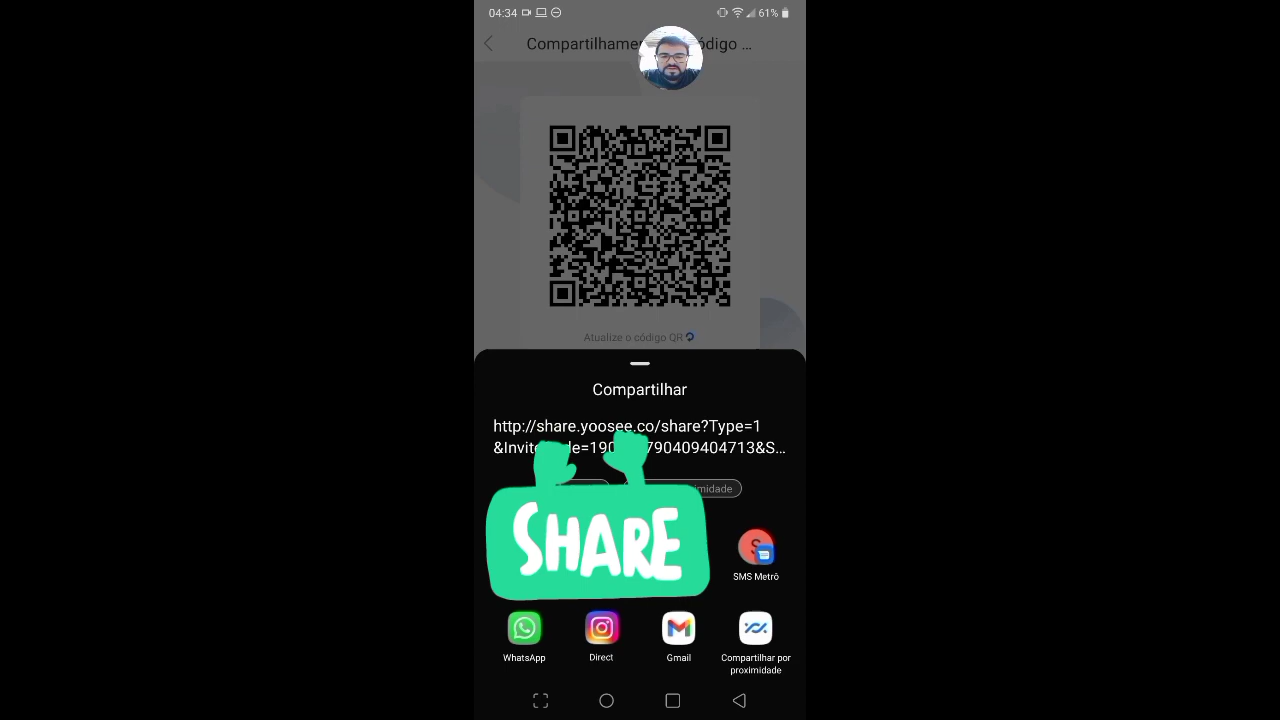 04:34
61%
Compartilhame ódigo ...
Atualize o código QR
Compartilhar
http://share.yoosee.co/share?Type=1
&Invit de=190 790409404713&S...
imidade
SHARE
S
SMS Metrô
WhatsApp
Direct
Gmail
Compartilhar por
proximidade